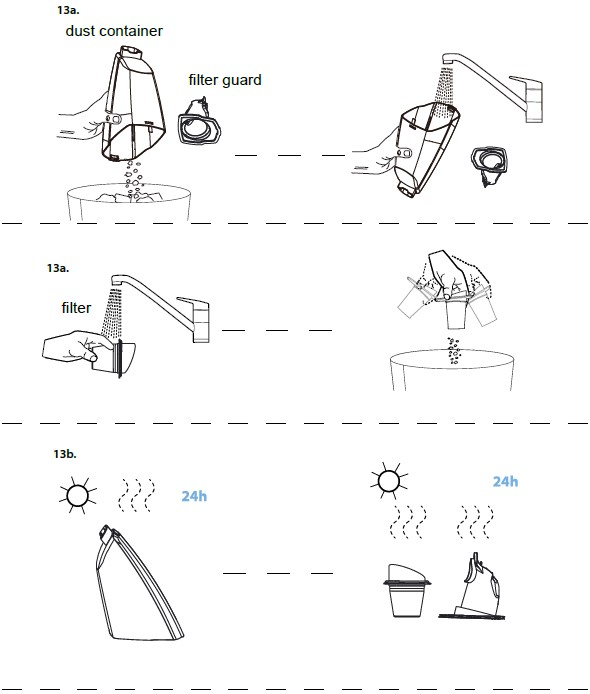 13a.
dust container
filter guard
13a.
filter
13b.
24h
24h